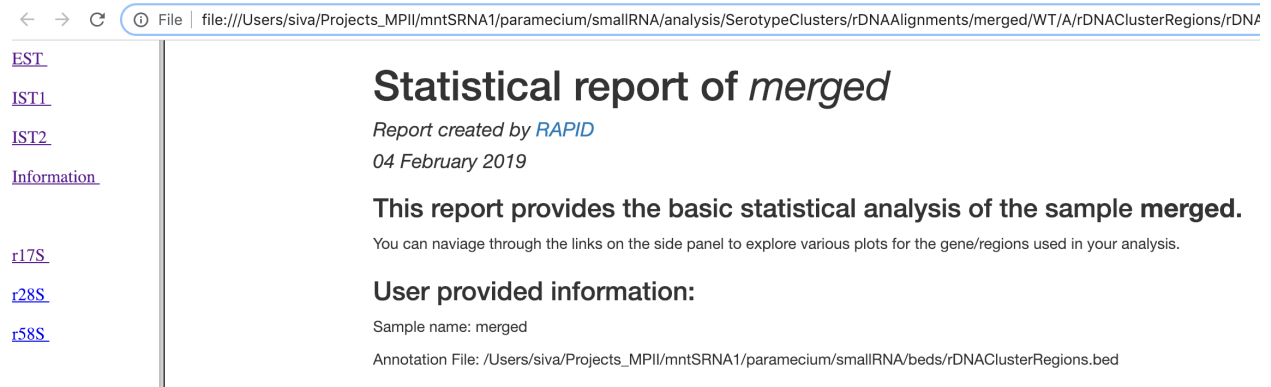 File file:///Users/siva/Projects_MPII/mntSRNA1/paramecium/smallRNA/analysis/SerotypeClusters/rDNAAlignments/merged/WT/A/rDNAClusterRegions/rDNA
EST
IST1
IST2
Information
r17S
r28S
r58S
Statistical report of merged
Report created by RAPID
04 February 2019
This report provides the basic statistical analysis of the sample merged.
You can naviage through the links on the side panel to explore various plots for the gene/regions used in your analysis.
User provided information:
Sample name: merged
Annotation File: /Users/siva/Projects_MPII/mntSRNA1/paramecium/smallRNA/beds/rDNAClusterRegions.bed